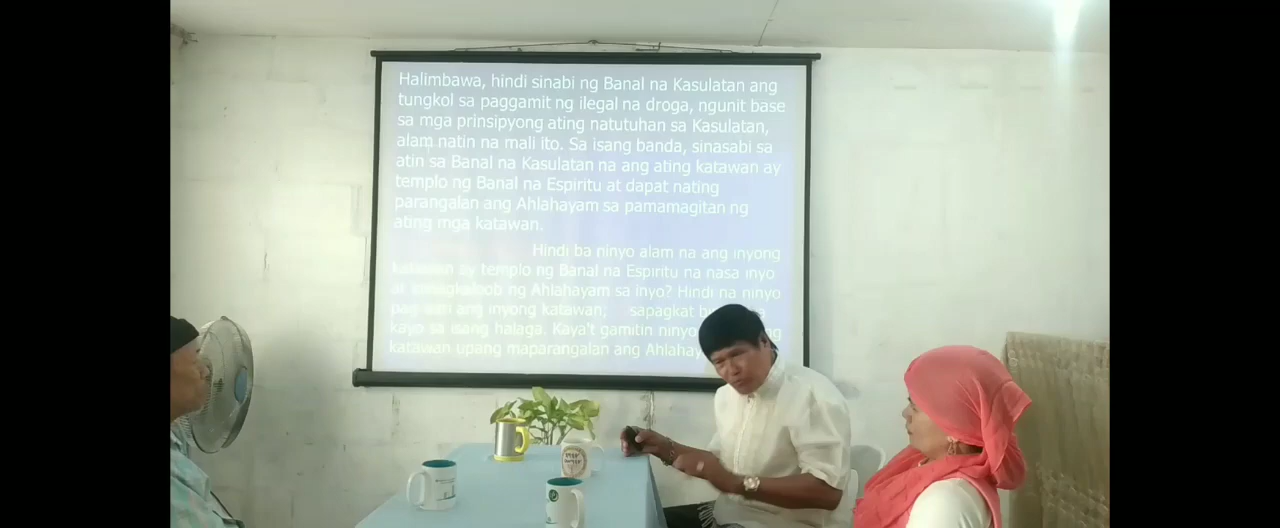 Halimbawa, hindi sinabi ng Banal na Kasulatan ang
tungkol sa paggamit ng ilegal na droga, ngunit base
sa mga prinsipyong ating natutuhan sa Kasulatan,
alam natin na mali ito. Sa isang banda, sinasabi sa
atin sa Banal na Kasulatan na ang ating katawan ay
templo ng Banal na Espiritu at dapat nating
parangalan ang Ahlahayam sa pamamagitan ng
ating mga katawan.
Hindi ba ninyo alam na ang inyong
katawan ay templo ng Banal na Espiritu na nasa inyo
at ipinagkaloob ng Ahlahayam sa inyo? Hindi na ninyo
pag-aari ang inyong katawan; sapagkat
kayo sa isang halaga. Kaya't gamitin ninyo
katawan upang maparangalan ang